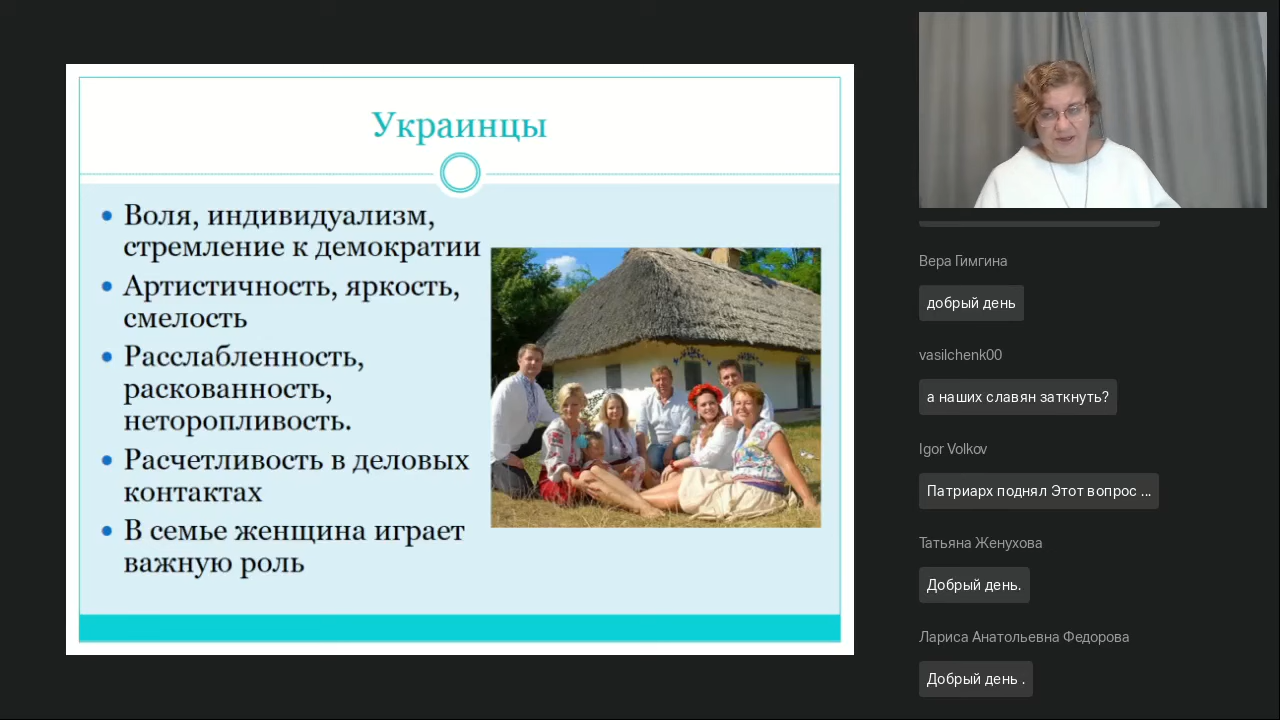 Украинцы
Воля, индивидуализм,
стремление к демократии
Артистичность, яркость,
смелость
Расслабленность,
раскованность,
неторопливость.
Расчетливость в деловых
контактах
В семье женщина играет
важную роль
Вера Гимгина
добрый день
vasilchenk00
а наших славян заткнуть?
Igor Volkov
Патриарх поднял Этот вопрос ...
Татьяна Женухова
Добрый день.
Лариса Анатольевна Федорова
Добрый день .